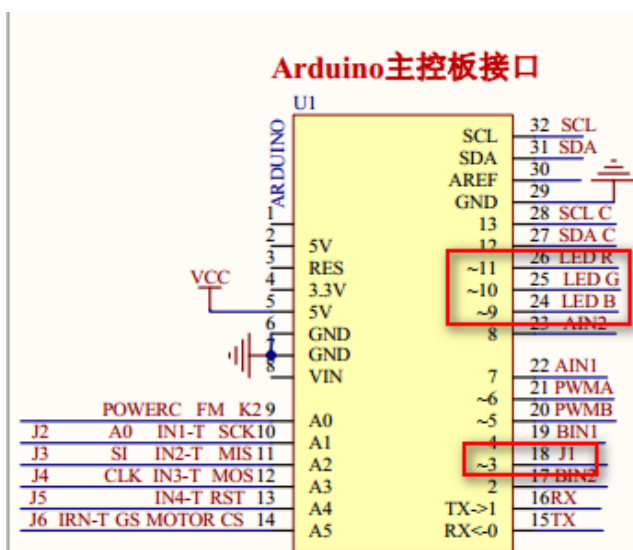 Arduino主控板接口
U1
ARDUINO
SCL 32 SCL
SDA 31 SDA
AREF 30
GND 29
1 13 28 SCL C
2 5V 12 27 SDA C
3 RES ~11 26 LED R
VCC 4 3.3V ~10 25 LED G
5 5V ~9 24 LED B
6 GND 8 23 AIN2
7 GND
8 VIN 7 22 AIN1
~6 21 PWMA
POWERC FM K2 9 A0 ~5 20 PWMB
J2 A0 IN1-T SCK 10 A1 4 19 BIN1
J3 SI IN2-T MIS 11 A2 ~3 18 J1
J4 CLK IN3-T MOS 12 A3 2 17 BIN2
J5 IN4-T RST 13 A4 TX->1 16RX
J6 IRN-T GS MOTOR CS 14 A5 RX<-0 15TX